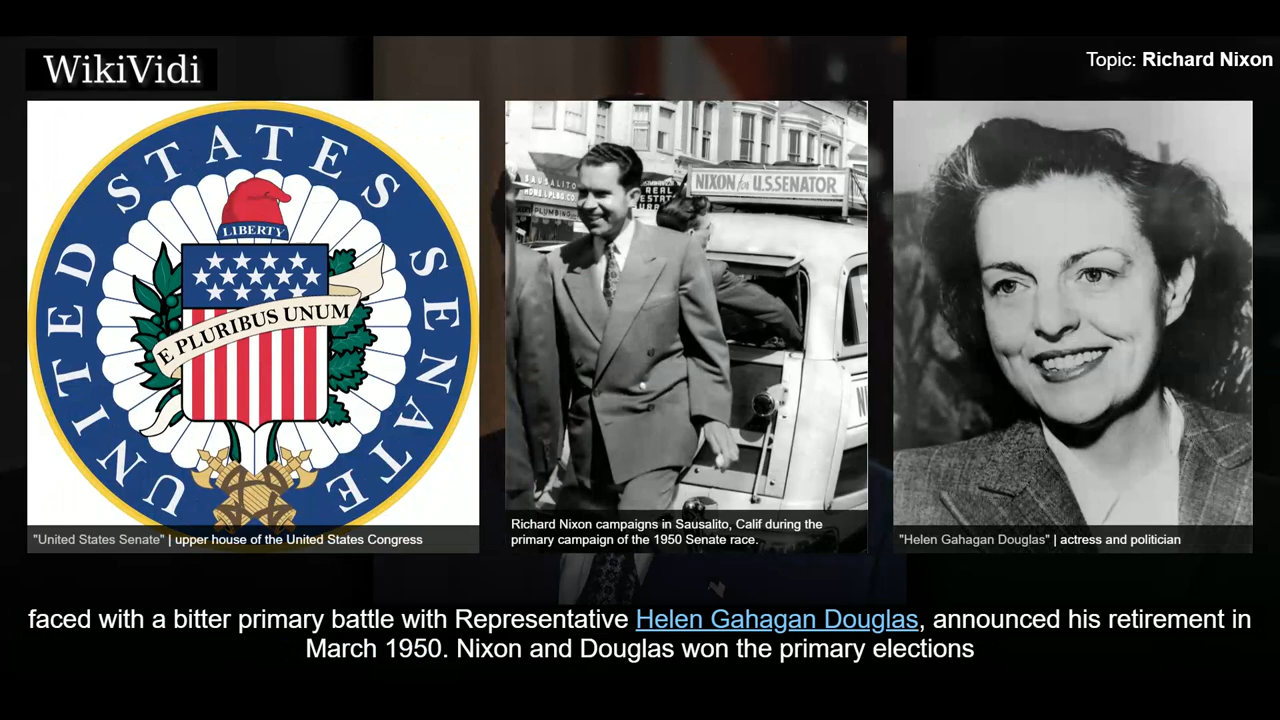 WikiVidi
Topic: Richard Nixon
UNITED STATES SENATE
LIBERTY
E PLURIBUS UNUM
"United States Senate" | upper house of the United States Congress
SAUSALITO
PLUMBING
REAL
NIXON for U.S.SENATOR
Richard Nixon campaigns in Sausalito, Calif during the
primary campaign of the 1950 Senate race.
"Helen Gahagan Douglas" | actress and politician
faced with a bitter primary battle with Representative Helen Gahagan Douglas, announced his retirement in
March 1950. Nixon and Douglas won the primary elections